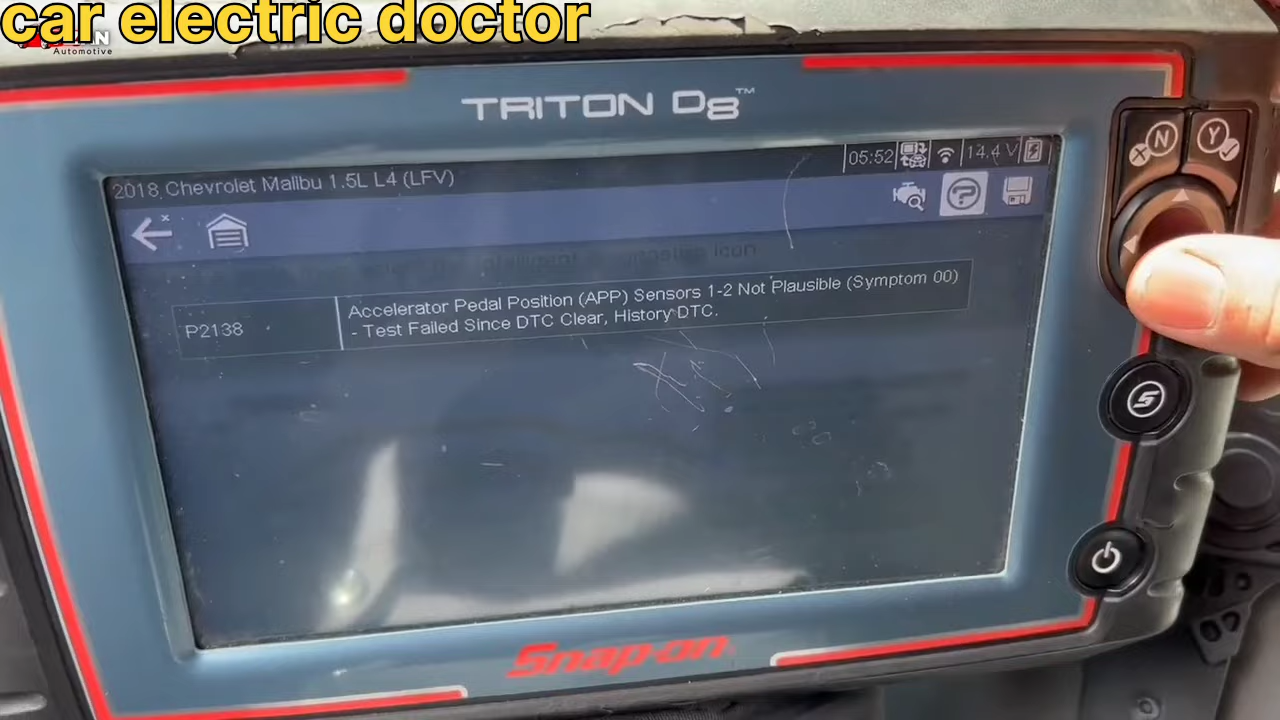 car electric doctor
Automotive
TRITON D8™
05:52
14.4 V
2018 Chevrolet Malibu 1.5L L4 (LFV)
N
Y
P2138
Accelerator Pedal Position (APP) Sensors 1-2 Not Plausible (Symptom 00)
- Test Failed Since DTC Clear, History DTC.
S
Snap-on